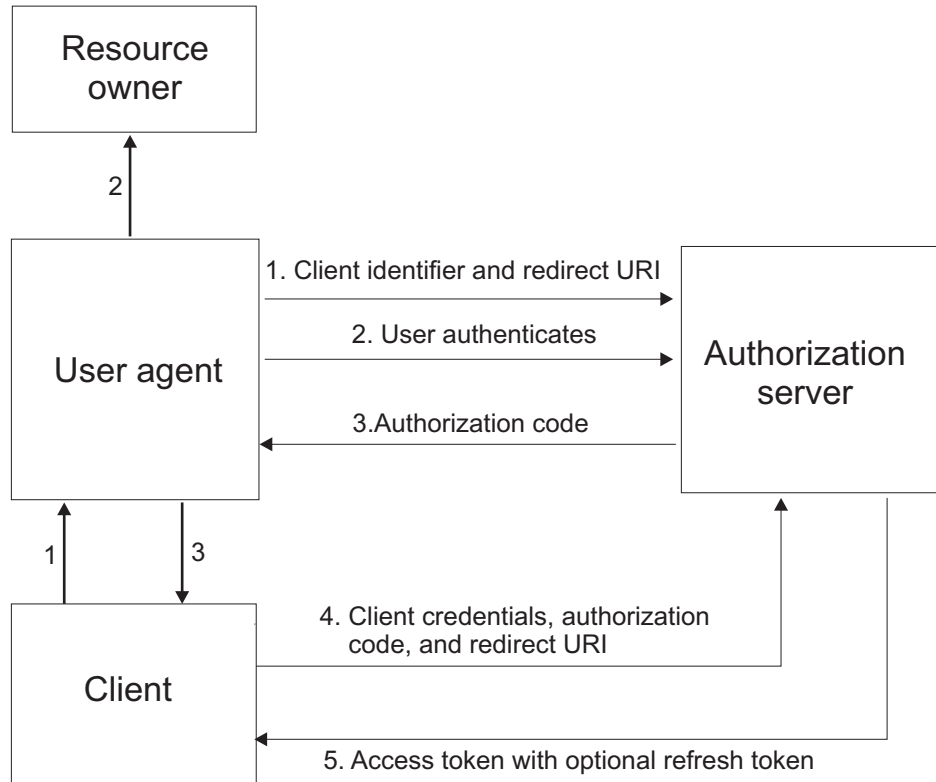 Resource
owner
2
1. Client identifier and redirect URI
2. User authenticates
User agent
Authorization
server
3.Authorization code
1
3
4. Client credentials, authorization
code, and redirect URI
Client
5. Access token with optional refresh token